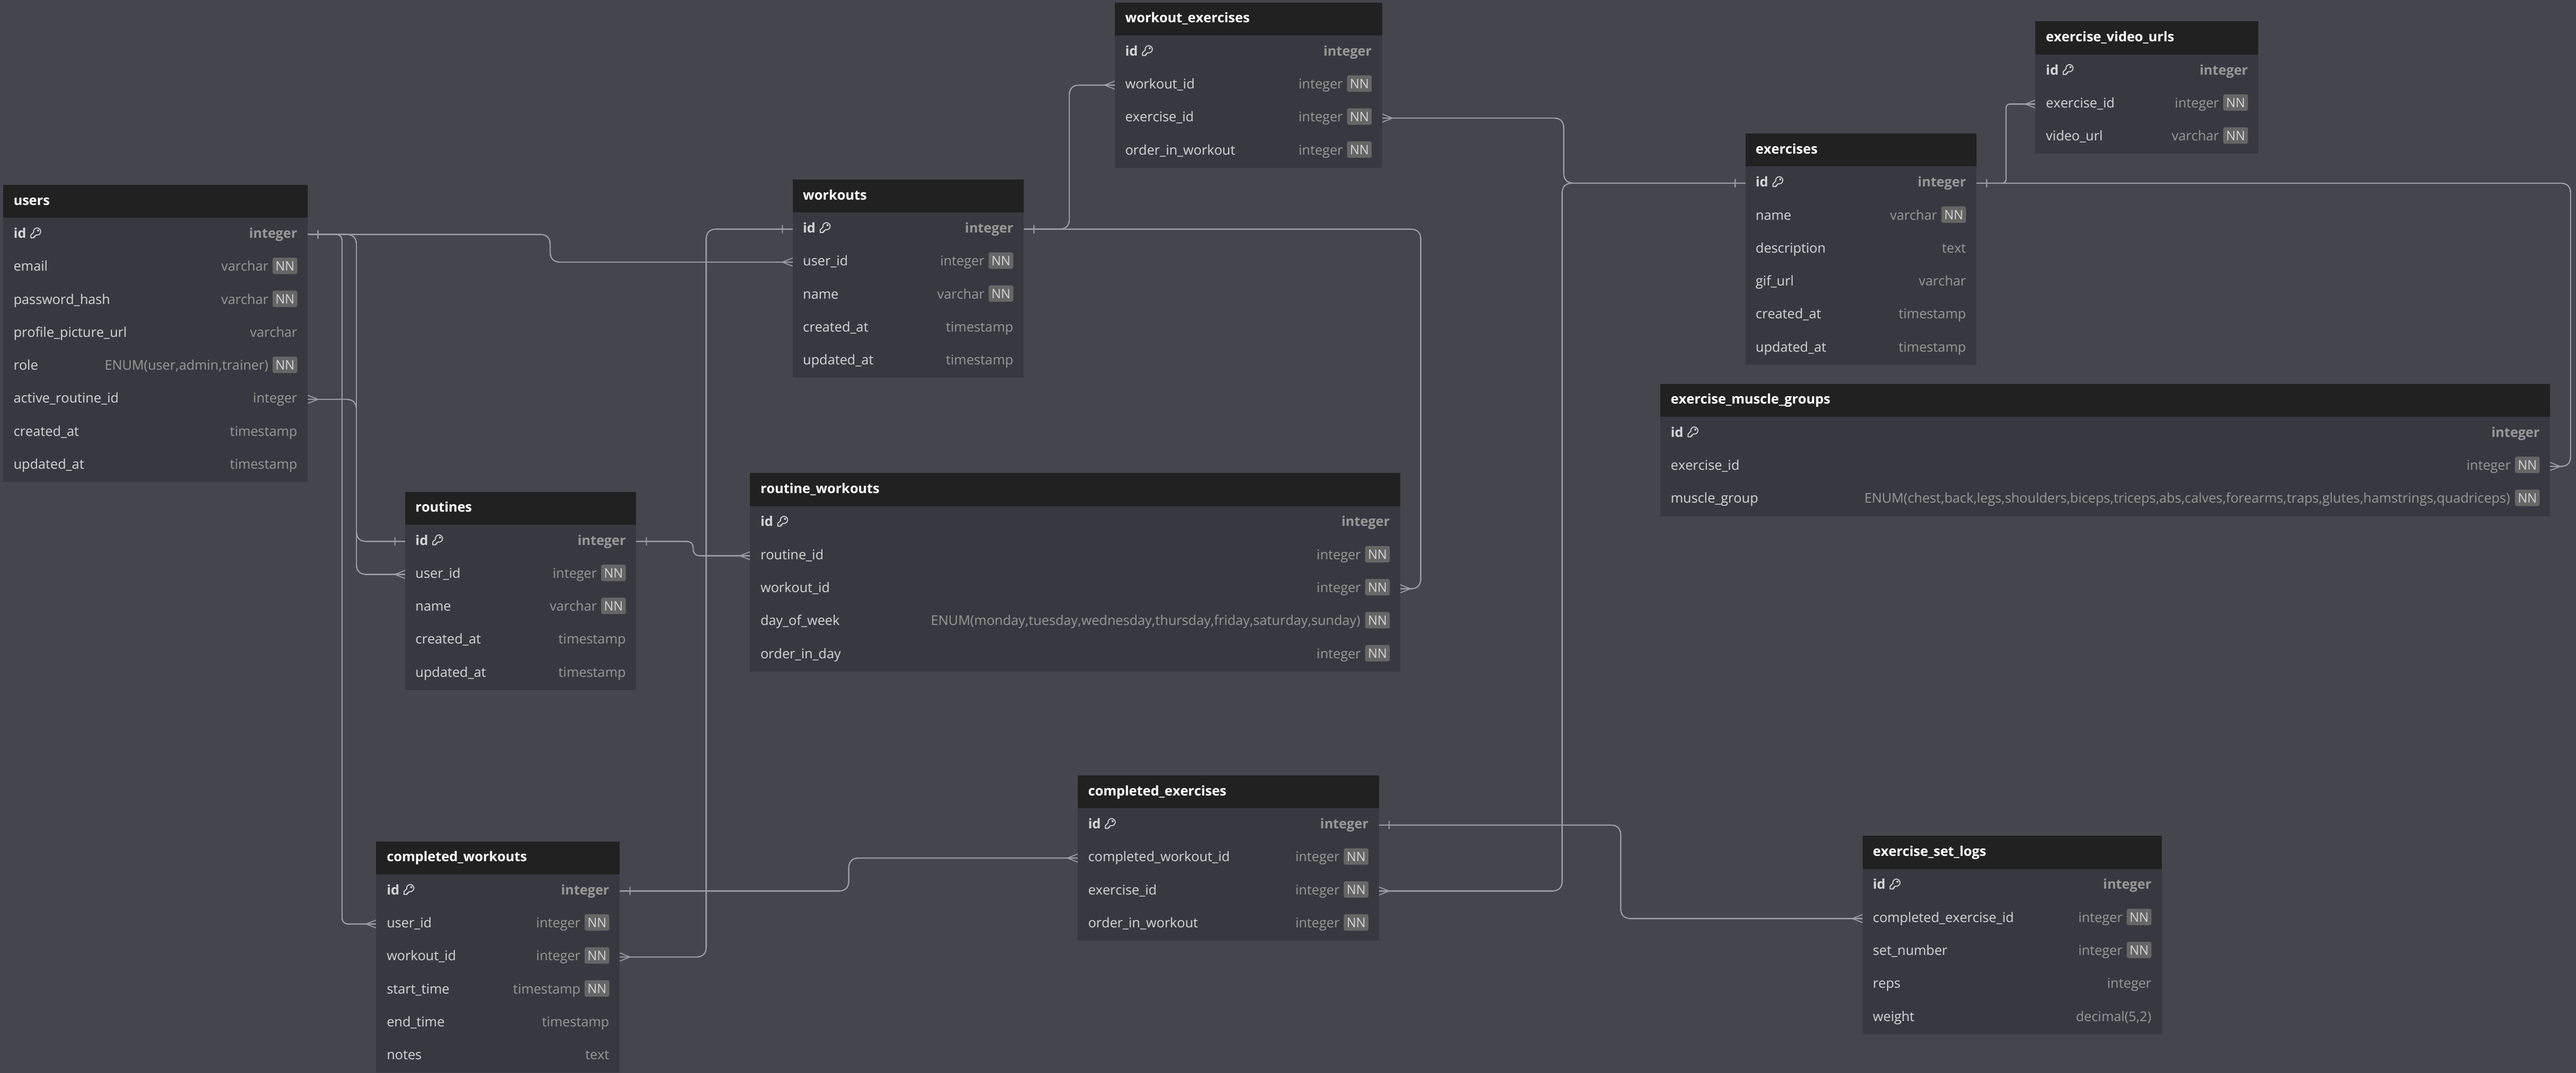 workout_exercises
id integer
workout_id integer NN
exercise_id integer NN
order_in_workout integer NN
exercise_video_urls
id integer
exercise_id integer NN
video_url varchar NN
exercises
id integer
name varchar NN
description text
gif_url varchar
created_at timestamp
updated_at timestamp
users
id integer
email varchar NN
password_hash varchar NN
profile_picture_url varchar
role ENUM(user,admin,trainer) NN
active_routine_id integer
created_at timestamp
updated_at timestamp
workouts
id integer
user_id integer NN
name varchar NN
created_at timestamp
updated_at timestamp
exercise_muscle_groups
id integer
exercise_id integer NN
muscle_group ENUM(chest,back,legs,shoulders,biceps,triceps,abs,calves,forearms,traps,glutes,hamstrings,quadriceps) NN
routines
id integer
user_id integer NN
name varchar NN
created_at timestamp
updated_at timestamp
routine_workouts
id integer
routine_id integer NN
workout_id integer NN
day_of_week ENUM(monday,tuesday,wednesday,thursday,friday,saturday,sunday) NN
order_in_day integer NN
completed_exercises
id integer
completed_workout_id integer NN
exercise_id integer NN
order_in_workout integer NN
completed_workouts
id integer
user_id integer NN
workout_id integer NN
start_time timestamp NN
end_time timestamp
notes text
exercise_set_logs
id integer
completed_exercise_id integer NN
set_number integer NN
reps integer
weight decimal(5,2)